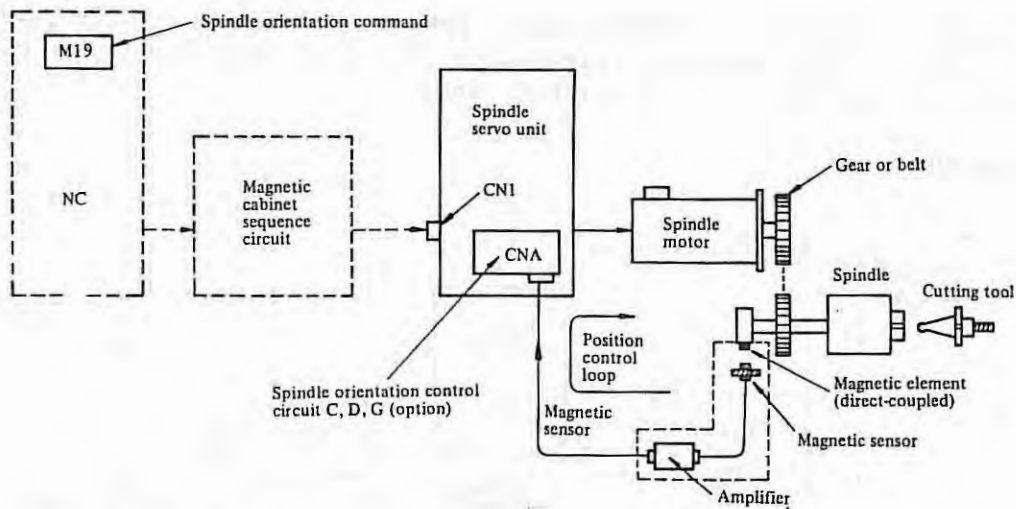 Spindle orientation command
M19
NC
Magnetic
cabinet
sequence
circuit
Spindle
servo unit
CN1
CNA
Spindle
motor
Gear or belt
Spindle
Cutting tool
Position
control
loop
Magnetic element
(direct-coupled)
Magnetic sensor
Spindle orientation control
circuit C, D, G (option)
Magnetic
sensor
Amplifier